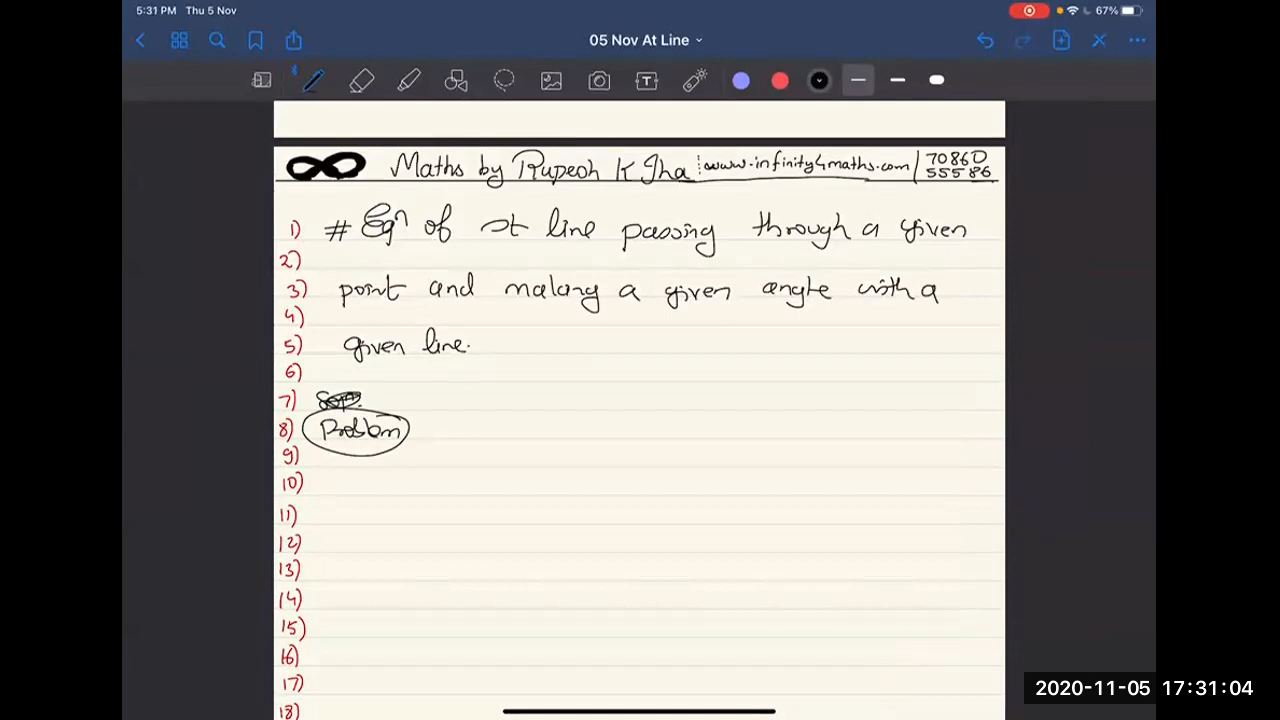 5:31 PM Thu 5 Nov
67%
05 Nov At Line
Maths by Rupesh K Jha www.infinity4maths.com / 70860 55586
1) # Eqn of st line passing through a given
2)
3) point and making a given angle with a
4)
5) given line.
6)
7)
8) Problem
9)
10)
11)
12)
13)
14)
15)
16)
17)
18)
2020-11-05 17:31:04